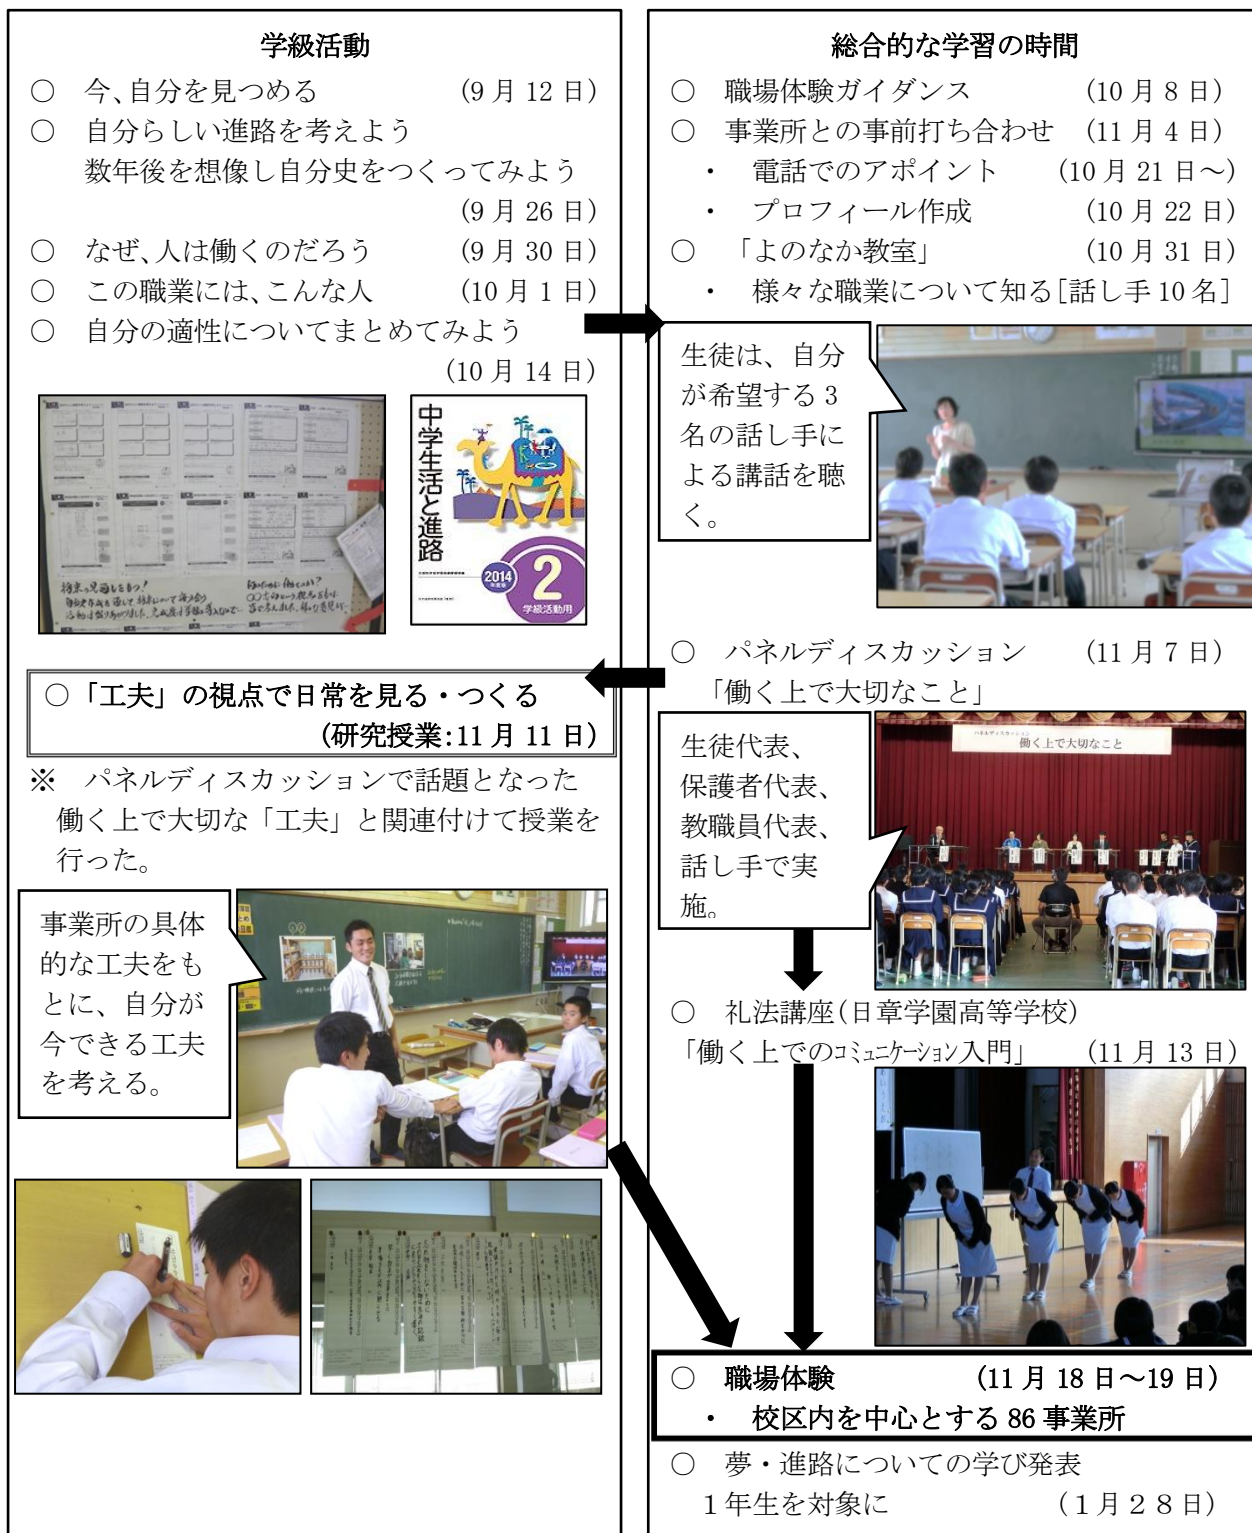 学級活動
○ 今、自分を見つめる (9月12日)
○ 自分らしい進路を考えよう
数年後を想像し自分史をつくってみよう
(9月26日)
○ なぜ、人は働くのだろう (9月30日)
○ この職業には、こんな人 (10月1日)
○ 自分の適性についてまとめてみよう
(10月14日)
中学生活と進路
2014
年度版
2
学級活動用
○「工夫」の視点で日常を見る・つくる
(研究授業:11月11日)
※ パネルディスカッションで話題となった
働く上で大切な「工夫」と関連付けて授業を
行った。
事業所の具体
的な工夫をも
とに、自分が
今できる工夫
を考える。
総合的な学習の時間
○ 職場体験ガイダンス (10月8日)
○ 事業所との事前打ち合わせ (11月4日)
・ 電話でのアポイント (10月21日～)
・ プロフィール作成 (10月22日)
○ 「よのなか教室」 (10月31日)
・ 様々な職業について知る[話し手10名]
生徒は、自分
が希望する3
名の話し手に
よる講話を聴
く。
○ パネルディスカッション (11月7日)
「働く上で大切なこと」
生徒代表、
保護者代表、
教職員代表、
話し手で実
施。
パネルディスカッション
働く上で大切なこと
○ 礼法講座(日章学園高等学校)
「働く上でのコミュニケーション入門」 (11月13日)
○ 職場体験 (11月18日～19日)
・ 校区内を中心とする86事業所
○ 夢・進路についての学び発表
1年生を対象に (1月28日)